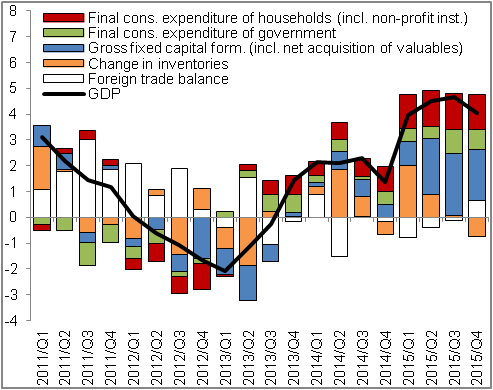 8
7
6
5
4
3
2
1
0
-1
-2
-3
-4
Final cons. expenditure of households (incl. non-profit inst.)
Final cons. expenditure of government
Gross fixed capital form. (incl. net acquisition of valuables)
Change in inventories
Foreign trade balance
GDP
2011/Q1
2011/Q2
2011/Q3
2011/Q4
2012/Q1
2012/Q2
2012/Q3
2012/Q4
2013/Q1
2013/Q2
2013/Q3
2013/Q4
2014/Q1
2014/Q2
2014/Q3
2014/Q4
2015/Q1
2015/Q2
2015/Q3
2015/Q4